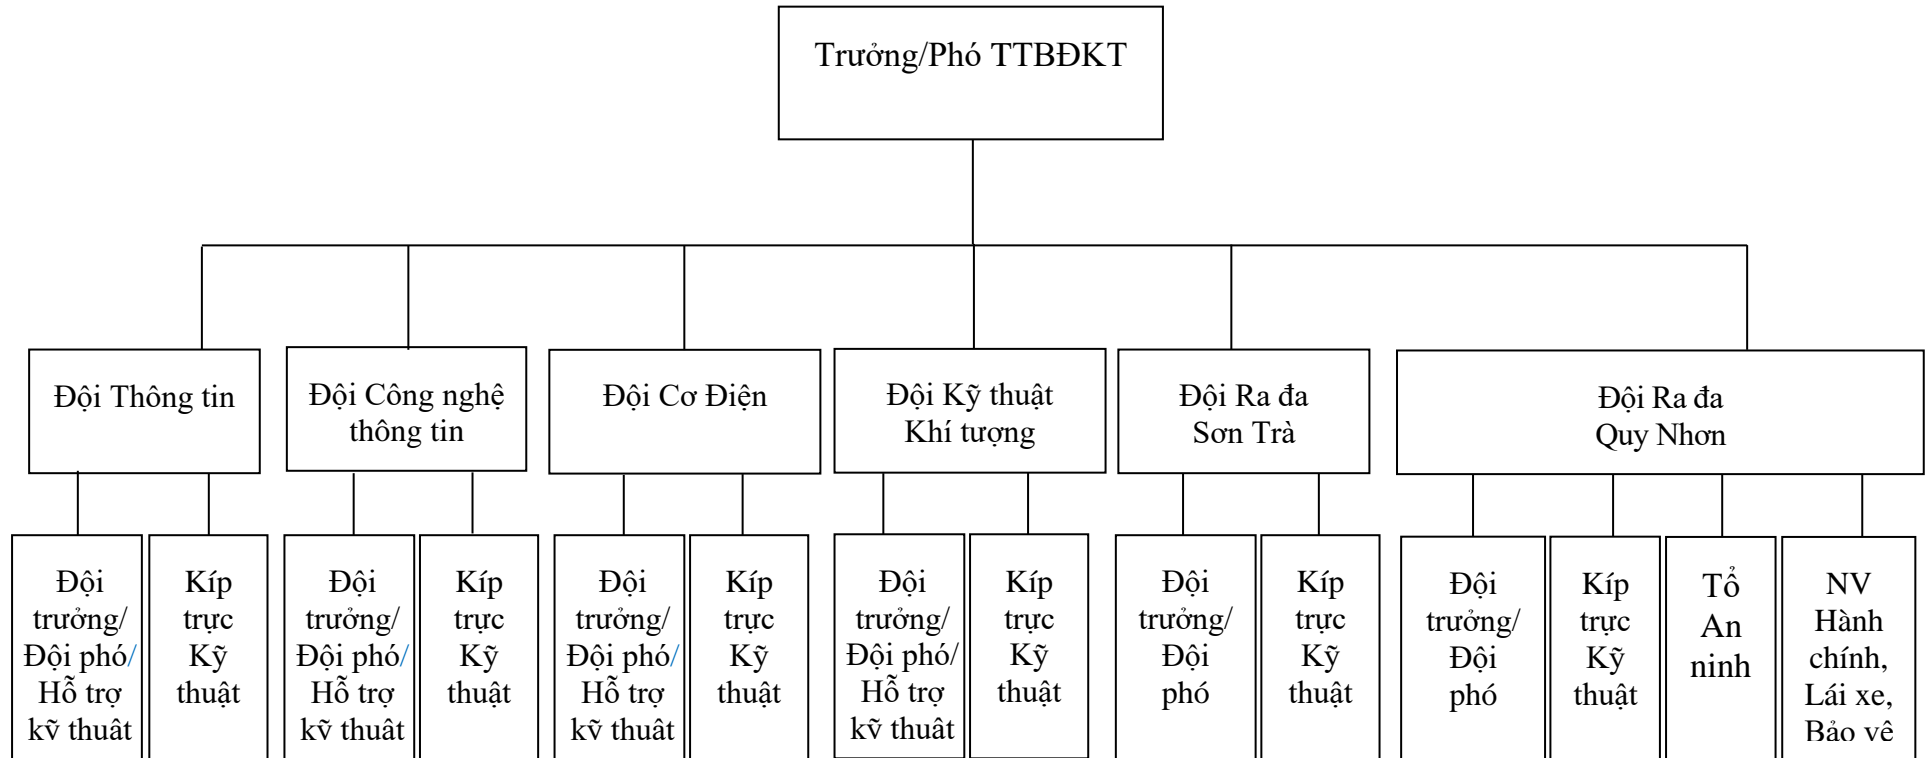 Trưởng/Phó TTBĐKT
Đội Thông tin
Đội Công nghệ
thông tin
Đội Cơ Điện
Đội Kỹ thuật
Khí tượng
Đội Ra đa
Sơn Trà
Đội Ra đa
Quy Nhơn
Đội
trưởng/
Đội phó/
Hỗ trợ
kỹ thuật
Kíp
trực
Kỹ
thuật
Đội
trưởng/
Đội phó/
Hỗ trợ
kỹ thuật
Kíp
trực
Kỹ
thuật
Đội
trưởng/
Đội phó/
Hỗ trợ
kỹ thuật
Kíp
trực
Kỹ
thuật
Đội
trưởng/
Đội phó/
Hỗ trợ
kỹ thuật
Kíp
trực
Kỹ
thuật
Đội
trưởng/
Đội
phó
Kíp
trực
Kỹ
thuật
Đội
trưởng/
Đội
phó
Kíp
trực
Kỹ
thuật
Tổ
An
ninh
NV
Hành
chính,
Lái xe,
Bảo vệ